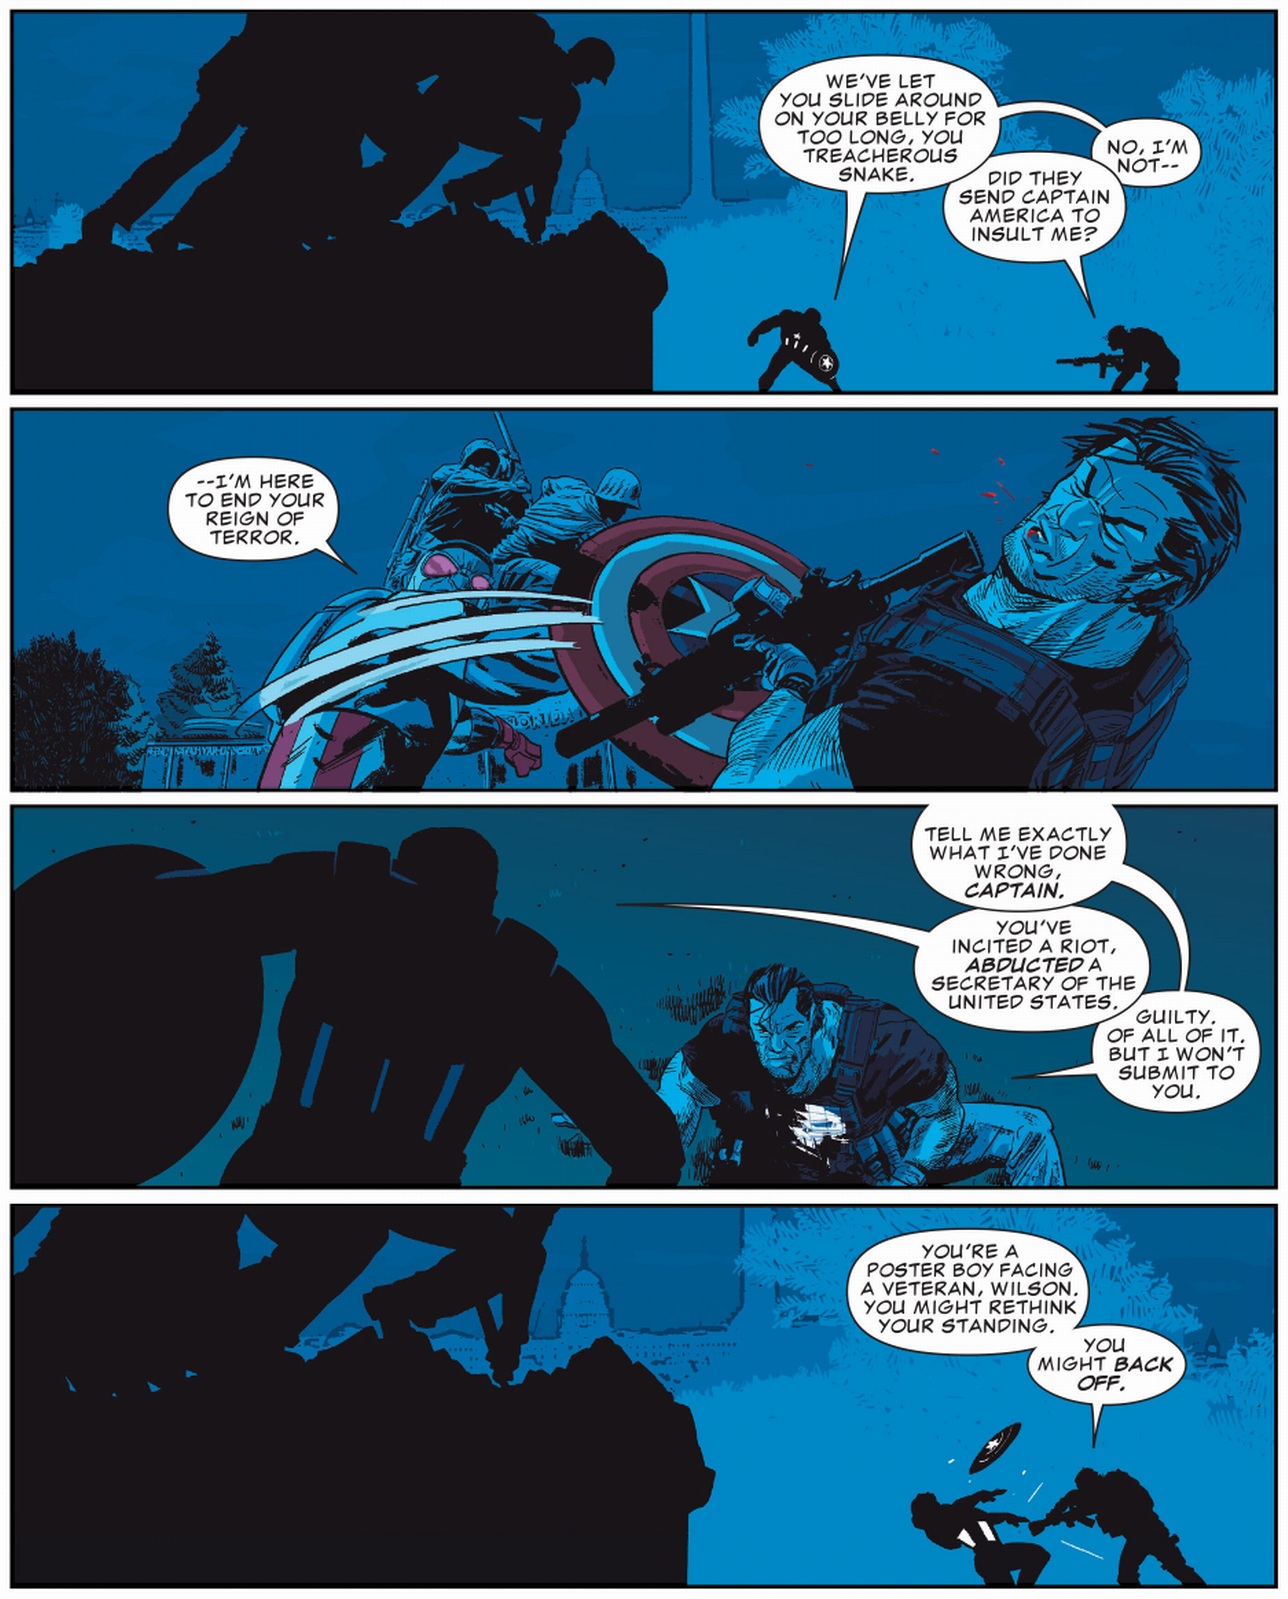 WE'VE LET
YOU SLIDE AROUND
ON YOUR BELLY FOR
TOO LONG, YOU
TREACHEROUS
SNAKE.
DID THEY
SEND CAPTAIN
AMERICA TO
INSULT ME?
NO, I'M
NOT--
--I'M HERE
TO END YOUR
REIGN OF
TERROR.
TELL ME EXACTLY
WHAT I'VE DONE
WRONG,
CAPTAIN.
YOU'VE
INCITED A RIOT,
ABDUCTED A
SECRETARY OF THE
UNITED STATES.
GUILTY.
OF ALL OF IT.
BUT I WON'T
SUBMIT TO
YOU.
YOU'RE A
POSTER BOY FACING
A VETERAN, WILSON.
YOU MIGHT RETHINK
YOUR STANDING.
YOU
MIGHT BACK
OFF.